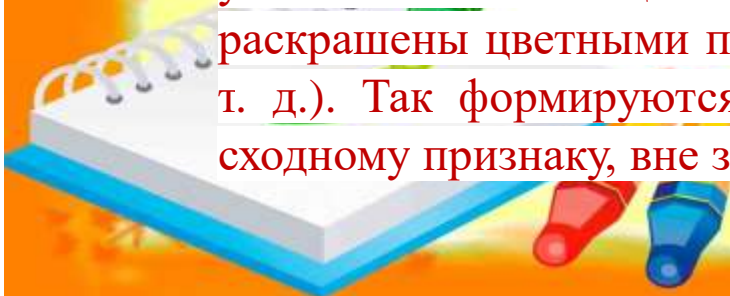 раскрашены цветными
т. д.). Так формируются
сходному признаку, вне